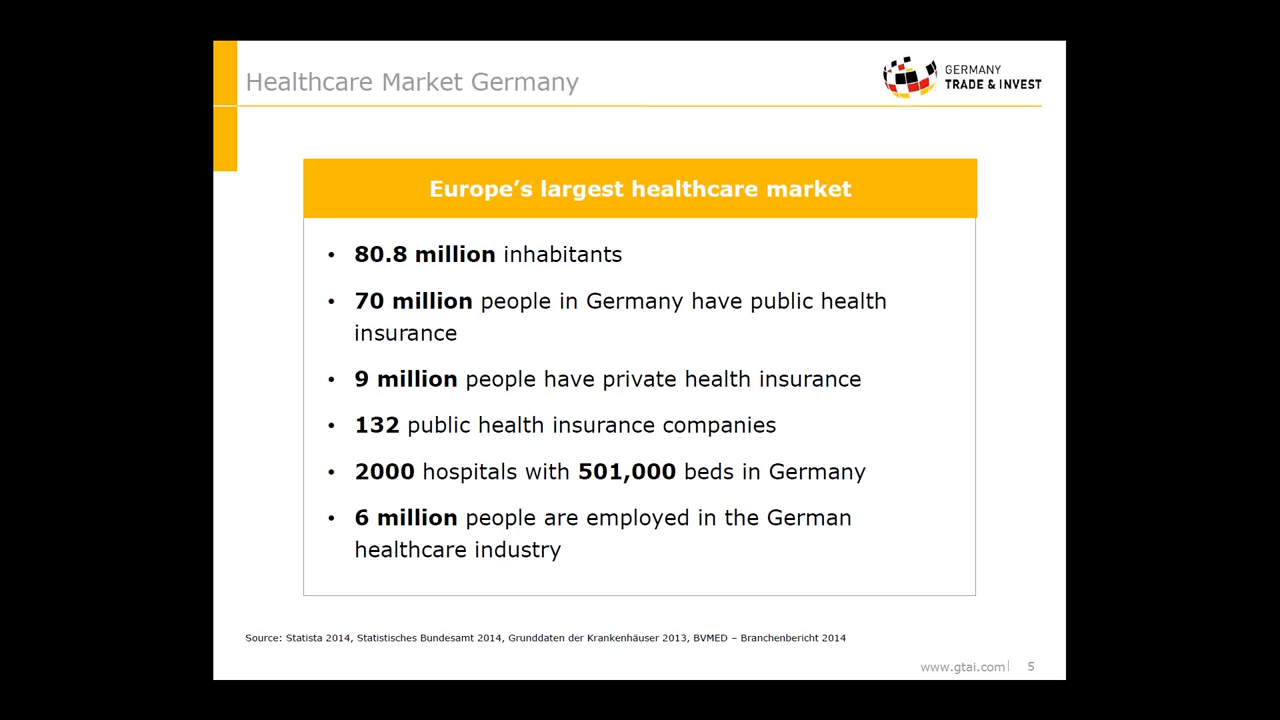 Healthcare Market Germany
GERMANY
TRADE & INVEST
Europe’s largest healthcare market
• 80.8 million inhabitants
• 70 million people in Germany have public health
insurance
• 9 million people have private health insurance
• 132 public health insurance companies
• 2000 hospitals with 501,000 beds in Germany
• 6 million people are employed in the German
healthcare industry
Source: Statista 2014, Statistisches Bundesamt 2014, Grunddaten der Krankenhäuser 2013, BVMED – Branchenbericht 2014
www.gtai.com| 5